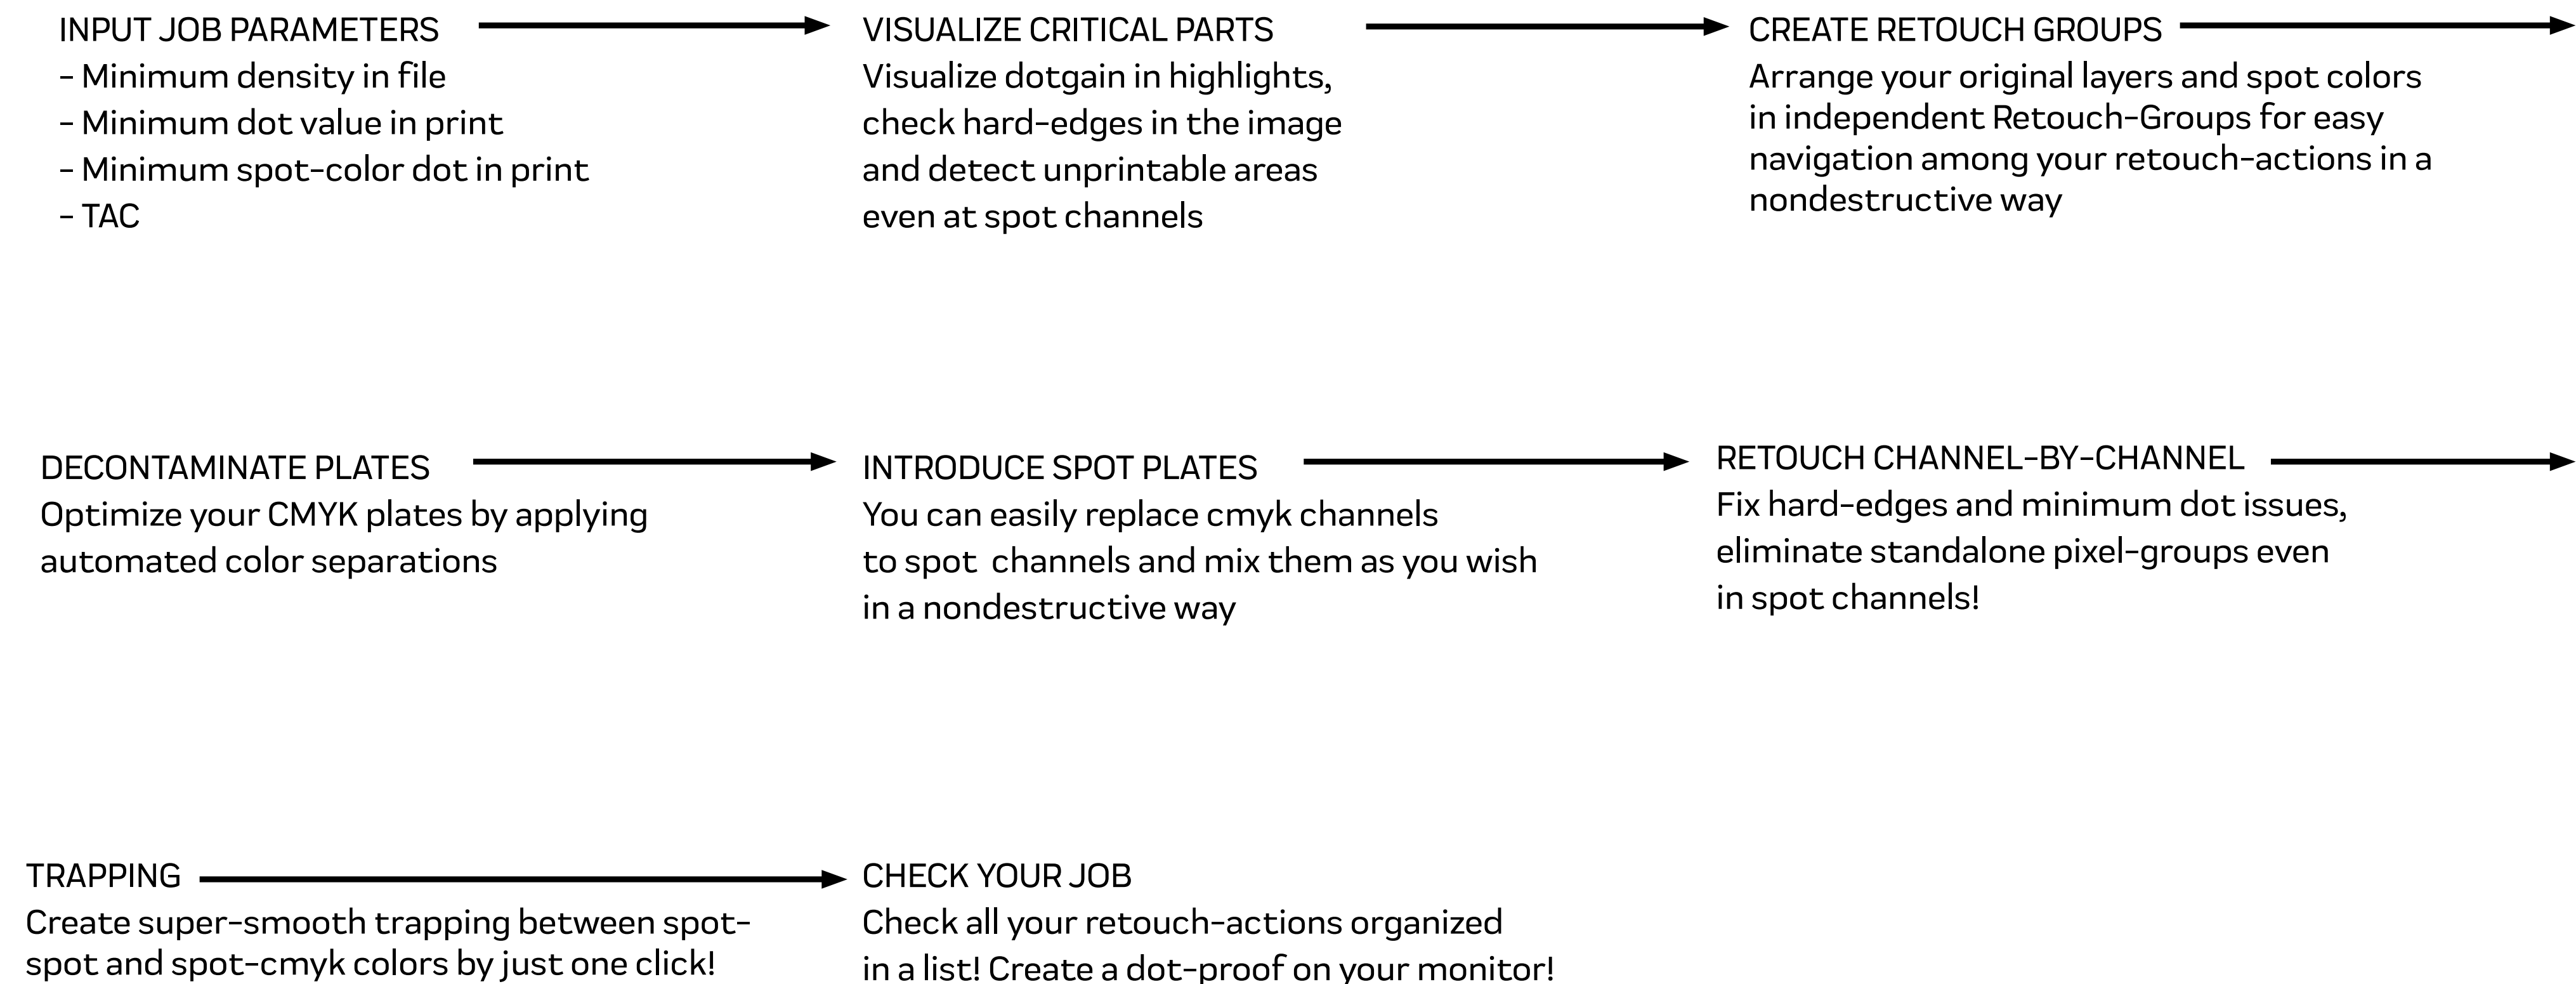 INPUT JOB PARAMETERS
- Minimum density in file
- Minimum dot value in print
- Minimum spot-color dot in print
- TAC
VISUALIZE CRITICAL PARTS
Visualize dotgain in highlights,
check hard-edges in the image
and detect unprintable areas
even at spot channels
CREATE RETOUCH GROUPS
Arrange your original layers and spot colors
in independent Retouch-Groups for easy
navigation among your retouch-actions in a
nondestructive way
DECONTAMINATE PLATES
Optimize your CMYK plates by applying
automated color separations
INTRODUCE SPOT PLATES
You can easily replace cmyk channels
to spot  channels and mix them as you wish
in a nondestructive way
RETOUCH CHANNEL-BY-CHANNEL
Fix hard-edges and minimum dot issues,
eliminate standalone pixel-groups even
in spot channels!
TRAPPING
Create super-smooth trapping between spot-
spot and spot-cmyk colors by just one click!
CHECK YOUR JOB
Check all your retouch-actions organized
in a list! Create a dot-proof on your monitor!